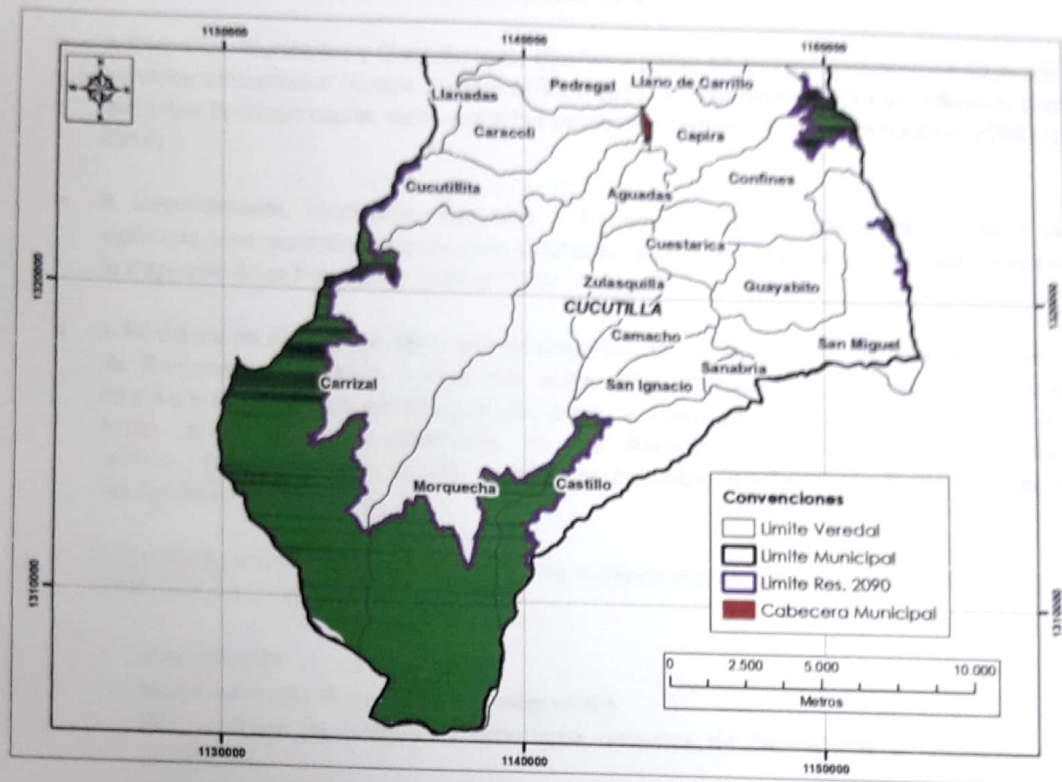 1130000 1140000 1150000
Llanadas
Pedregal
Llano de Carrillo
Caracoli
Capira
Cucutillita
Aguadas
Confines
Cuestarica
1320000
Zulasquilla
Guayabito
1320000
CUCUTILLA
Camacho
San Miguel
Carrizal
San Ignacio
Sanabria
Morquecha
Castillo
Convenciones
Limite Veredal
Limite Municipal
Limite Res. 2090
Cabecera Municipal
1310000
1310000
0 2.500 5.000 10.000
Metros
1130000 1140000 1150000